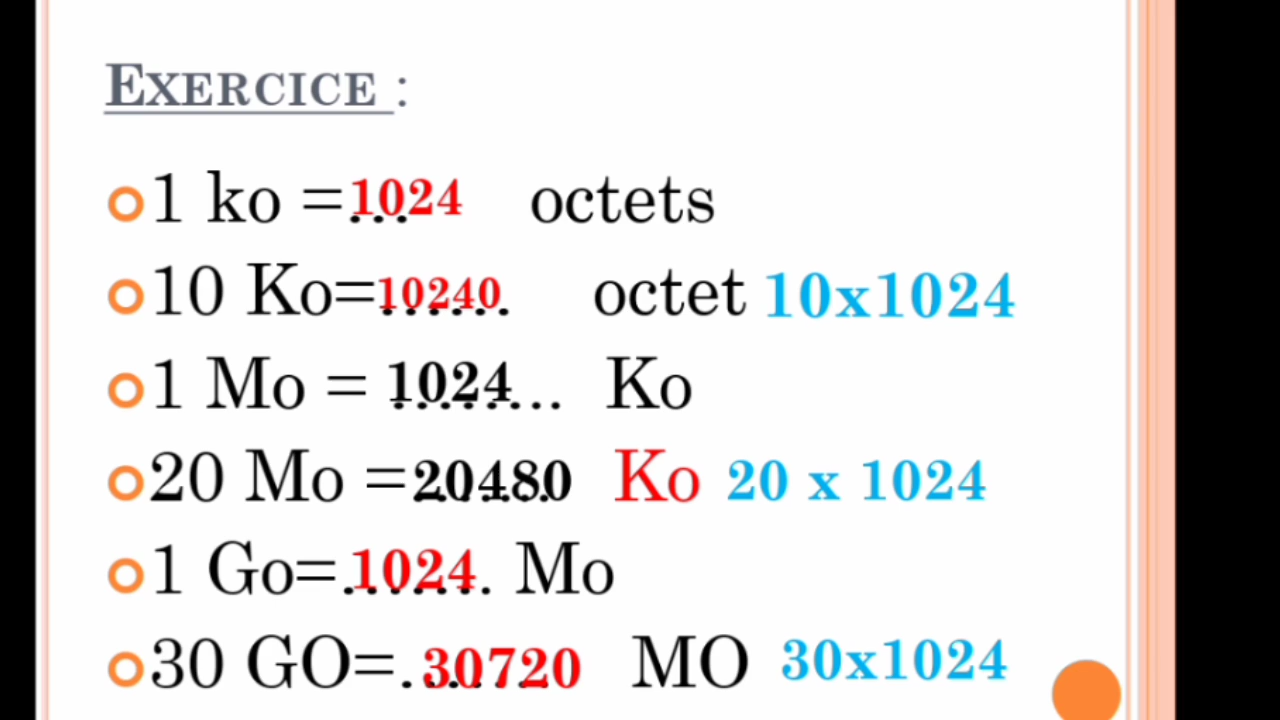 EXERCICE :
1 ko =1024... octets
10 Ko=10240...... octet 10x1024
1 Mo = 1024....... Ko
20 Mo =20480...... Ko 20 x 1024
1 Go=1024....... Mo
30 GO=.30720...... MO 30x1024